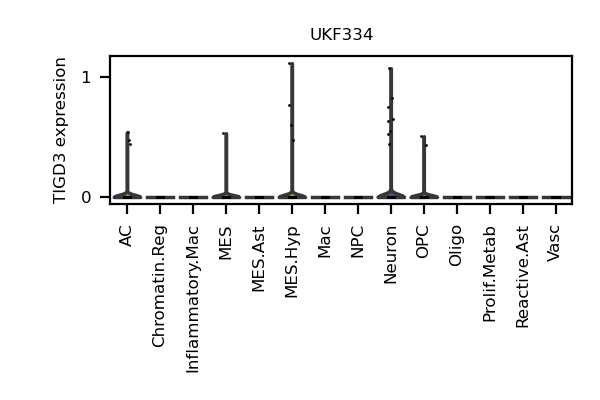 UKF334
TIGD3 expression
1
0
AC
Chromatin.Reg
Inflammatory.Mac
MES
MES.Ast
MES.Hyp
Mac
NPC
Neuron
OPC
Oligo
Prolif.Metab
Reactive.Ast
Vasc